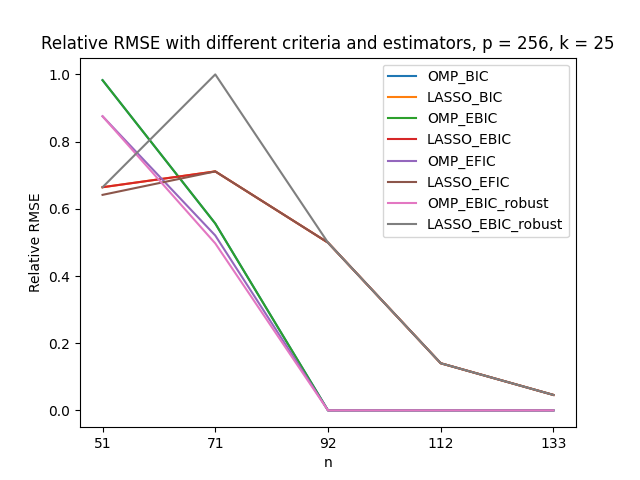 Relative RMSE with different criteria and estimators, p = 256, k = 25
1.0
0.8
0.6
0.4
0.2
0.0
Relative RMSE
51 71 92 112 133
n
OMP_BIC
LASSO_BIC
OMP_EBIC
LASSO_EBIC
OMP_EFIC
LASSO_EFIC
OMP_EBIC_robust
LASSO_EBIC_robust